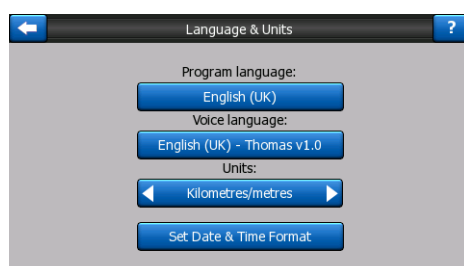 Language & Units
?
Program language:
English (UK)
Voice language:
English (UK) - Thomas v1.0
Units:
Kilometres/metres
Set Date & Time Format